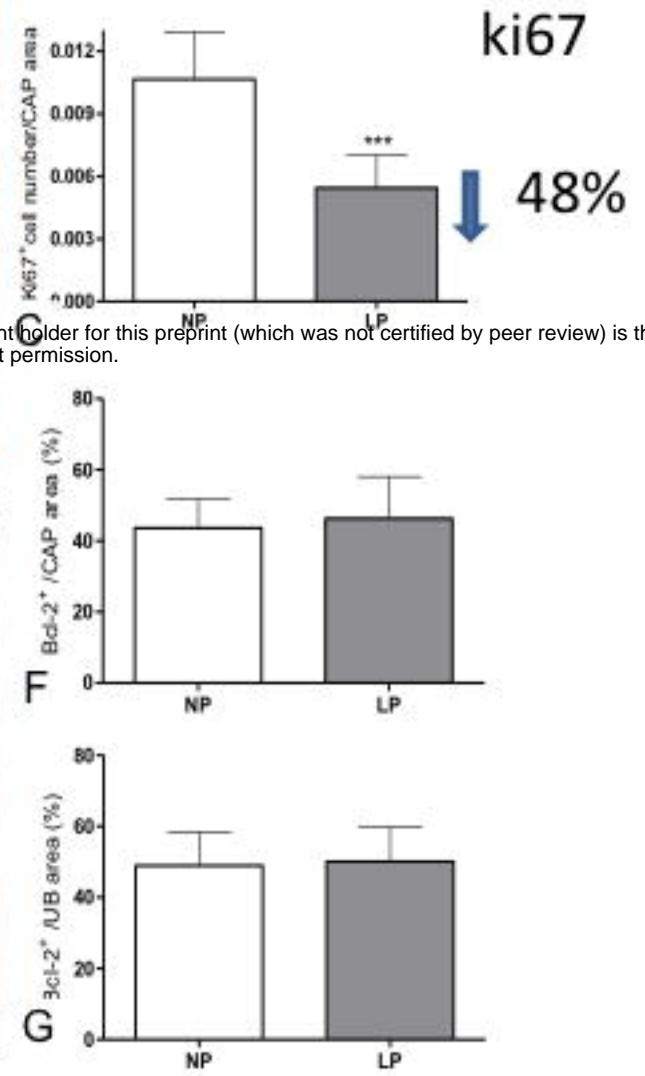 ki67
Ki67⁺cell number/CAP area
0.012
0.009
0.006
0.003
0.000
***
48%
NP
LP
C
holder for this preprint (which was not certified by peer review) is
permission.
Bcl-2⁺ /CAP area (%)
80
60
40
20
0
NP
LP
F
Bcl-2⁺ /UB area (%)
80
60
40
20
0
NP
LP
G